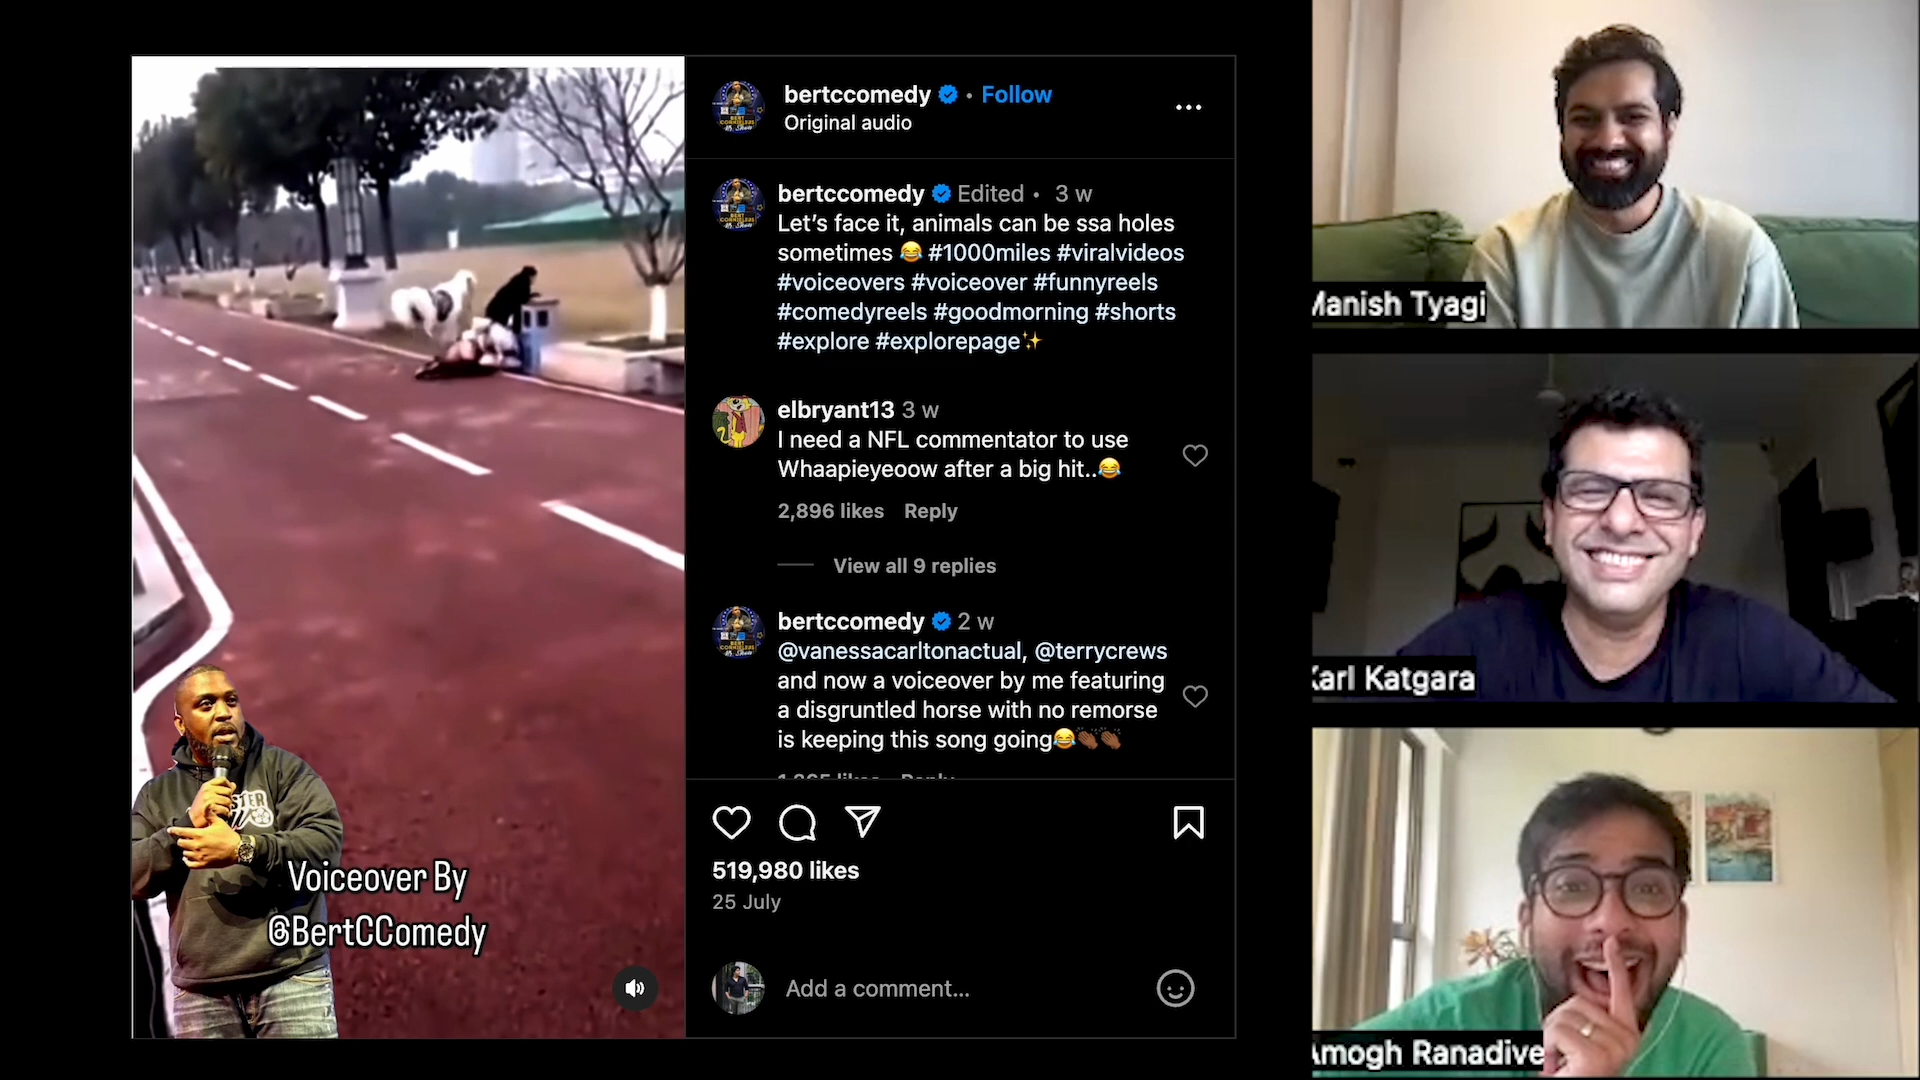 bertccomedy • Follow
Original audio
bertccomedy Edited • 3 w
Let’s face it, animals can be ssa holes
sometimes 😂 #1000miles #viralvideos
#voiceovers #voiceover #funnyreels
#comedyreels #goodmorning #shorts
#explore #explorepage✨
elbryant13 3 w
I need a NFL commentator to use
Whaapieyeoow after a big hit..😂
2,896 likes Reply
View all 9 replies
bertccomedy 2 w
@vanessacarltonactual, @terrycrews
and now a voiceover by me featuring
a disgruntled horse with no remorse
is keeping this song going😂👏🏾👏🏾
519,980 likes
25 July
Add a comment...
Voiceover By
@BertCComedy
Manish Tyagi
Karl Katgara
Amogh Ranadive